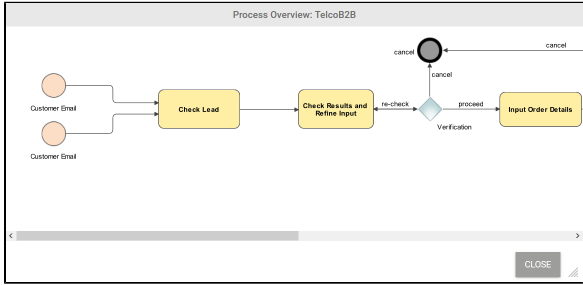 Process Overview: TelcoB2B
cancel
cancel
cancel
Customer Email
Check Lead
Check Results and
Refine Input
re-check
proceed
Input Order Details
Verification
Customer Email
CLOSE